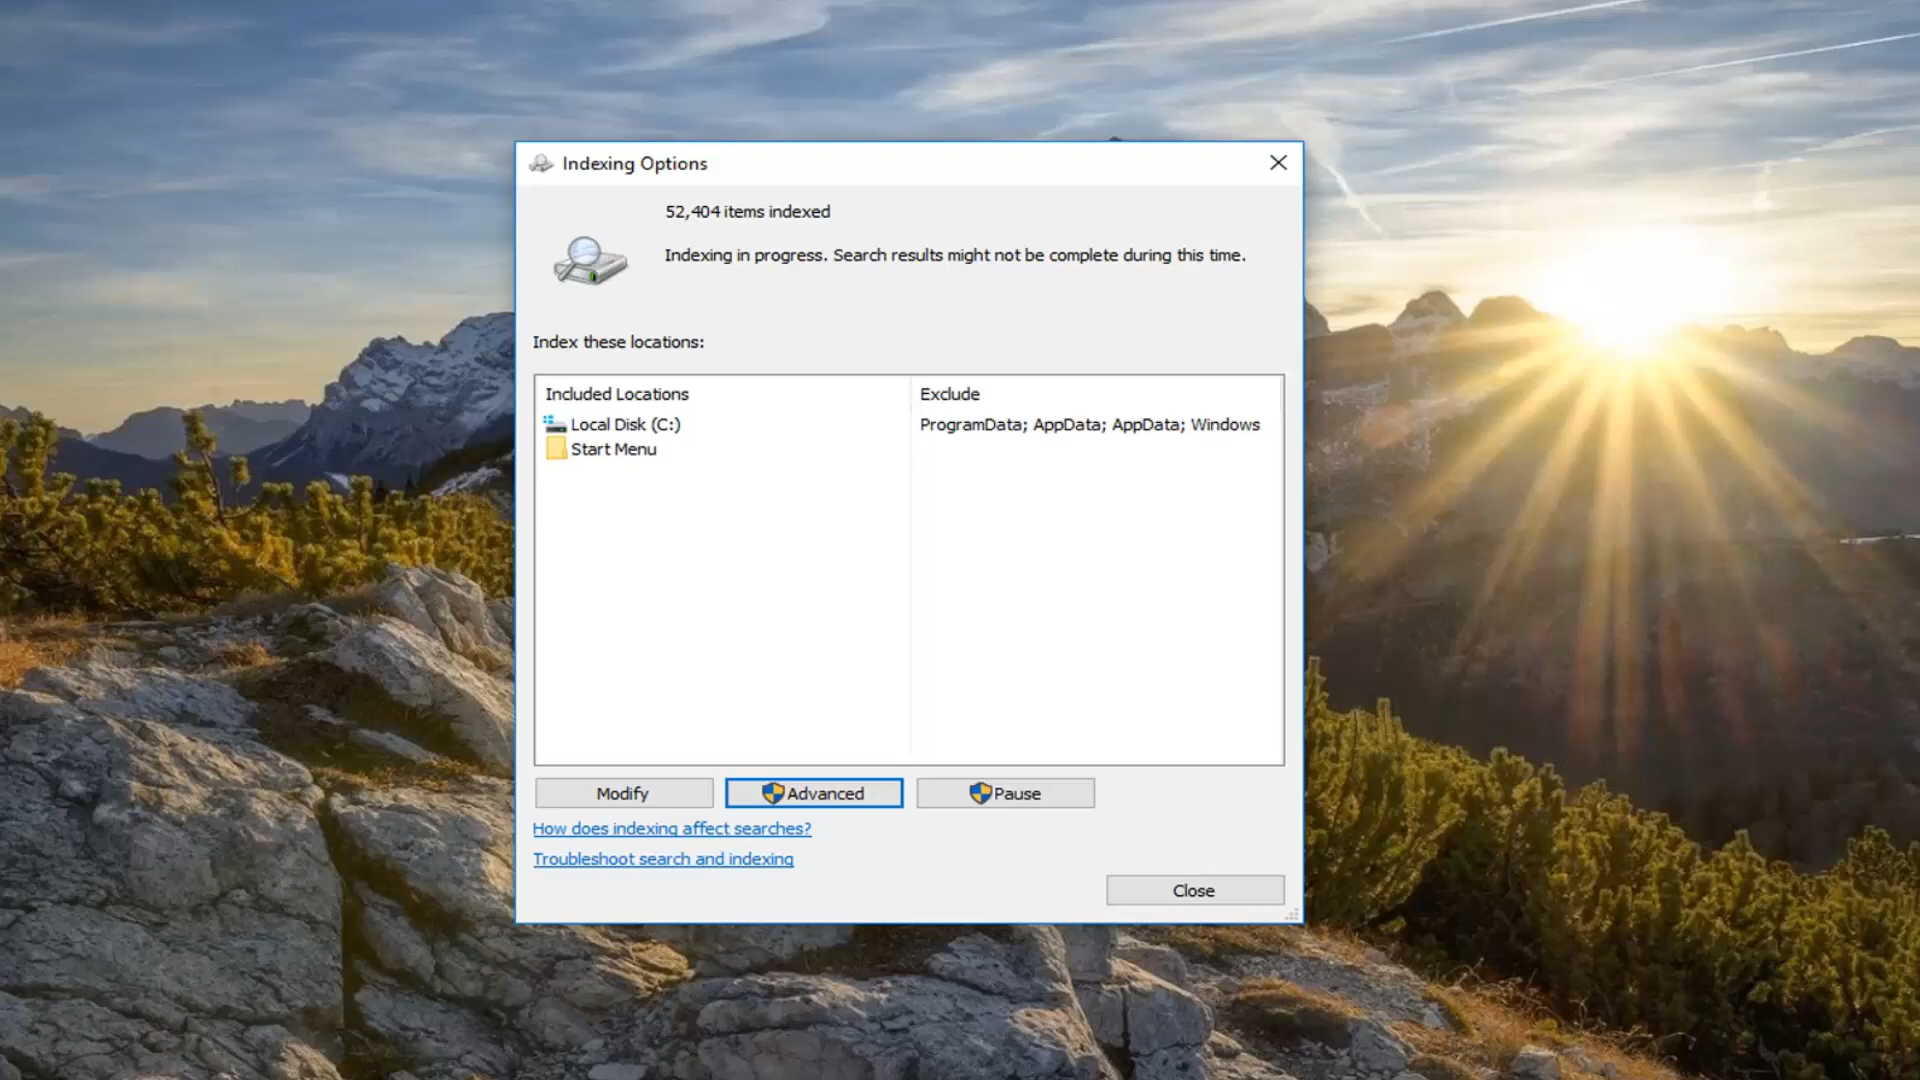 Indexing Options
52,404 items indexed
Indexing in progress. Search results might not be complete during this time.
Index these locations:
Included Locations Exclude
Local Disk (C:) ProgramData; AppData; AppData; Windows
Start Menu
Modify Advanced Pause
How does indexing affect searches?
Troubleshoot search and indexing
Close